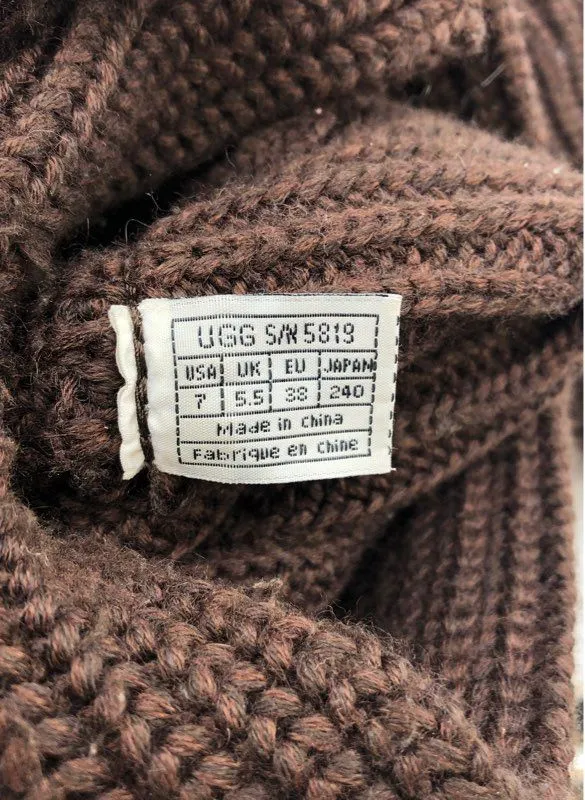 UGG S/N 5819
USA UK EU JAPAN
7 5.5 38 240
Made in China
Fabrique en Chine